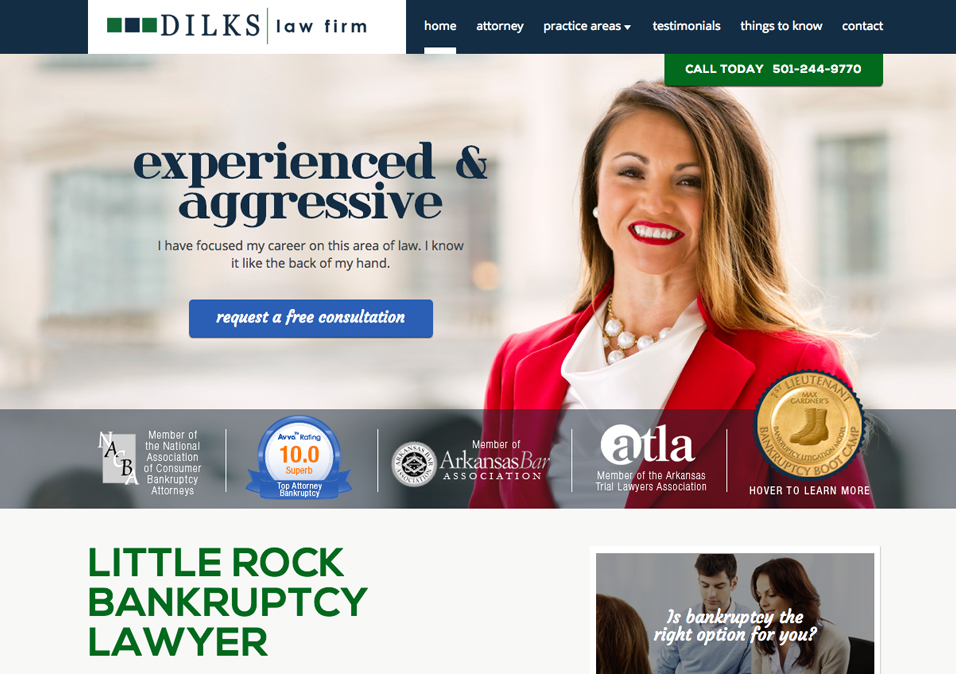 DILKS law firm
home attorney practice areas testimonials things to know contact
CALL TODAY 501-244-9770
experienced &
aggressive
I have focused my career on this area of law. I know
it like the back of my hand.
request a free consultation
NACBA
Member of
the National
Association
of Consumer
Bankruptcy
Attorneys
Avvo Rating
10.0
Superb
Top Attorney
Bankruptcy
Member of
ArkansasBar
ASSOCIATION
atla
Member of the Arkansas
Trial Lawyers Association
1ST LIEUTENANT
MAX
GARDNER'S
BANKRUPTCY BOOT CAMP
HOVER TO LEARN MORE
LITTLE ROCK
BANKRUPTCY
LAWYER
Is bankruptcy the
right option for you?